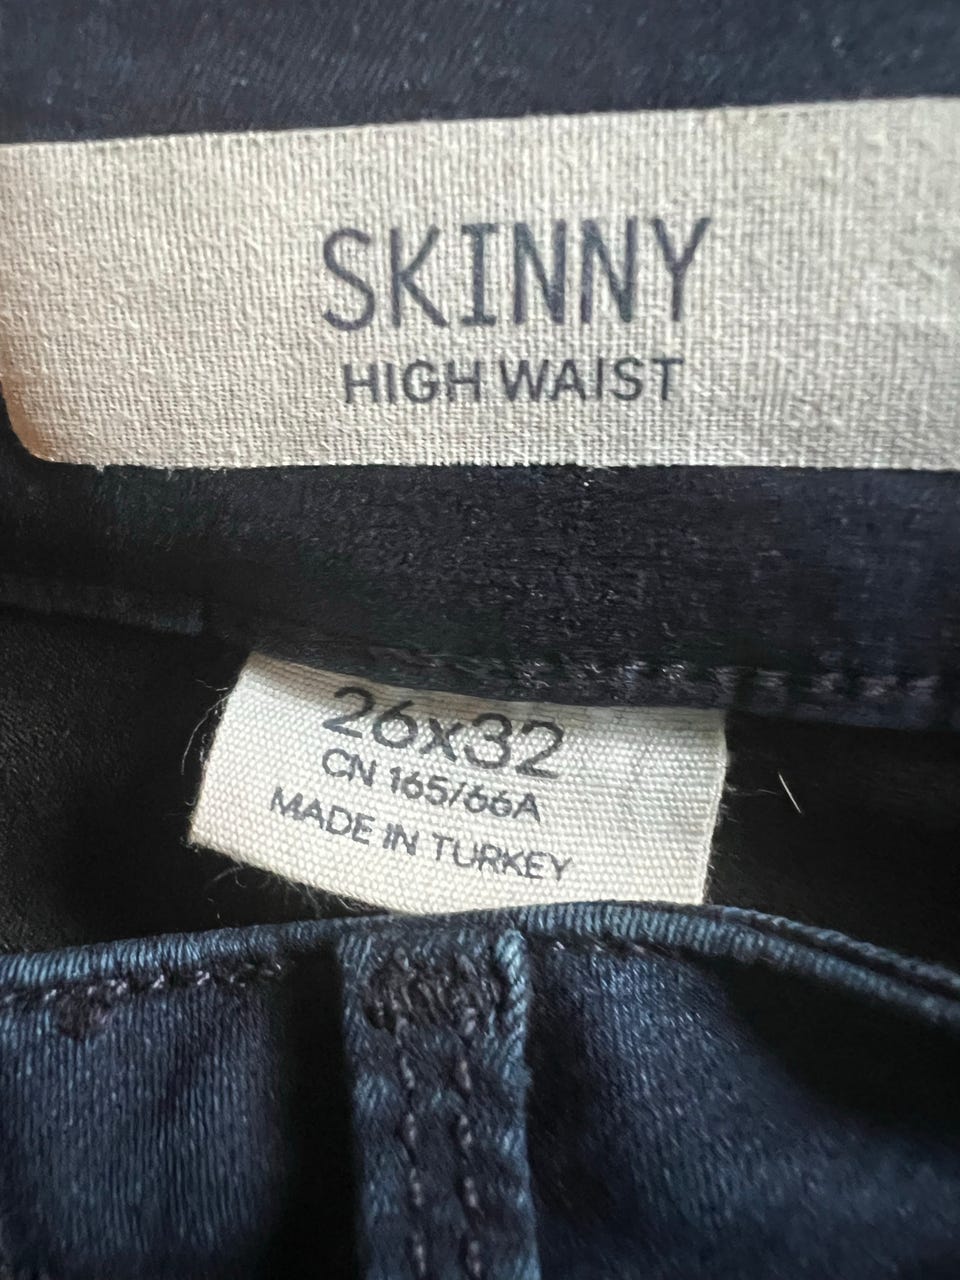 SKINNY
HIGH WAIST
26x32
CN 165/66A
MADE IN TURKEY